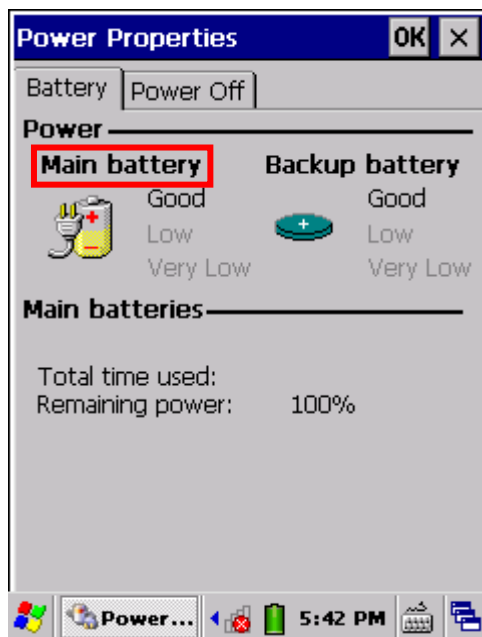 Power Properties OK ×
Battery Power Off
Power
Main battery Backup battery
Good Good
Low Low
Very Low Very Low
Main batteries
Total time used:
Remaining power: 100%
Power... 5:42 PM